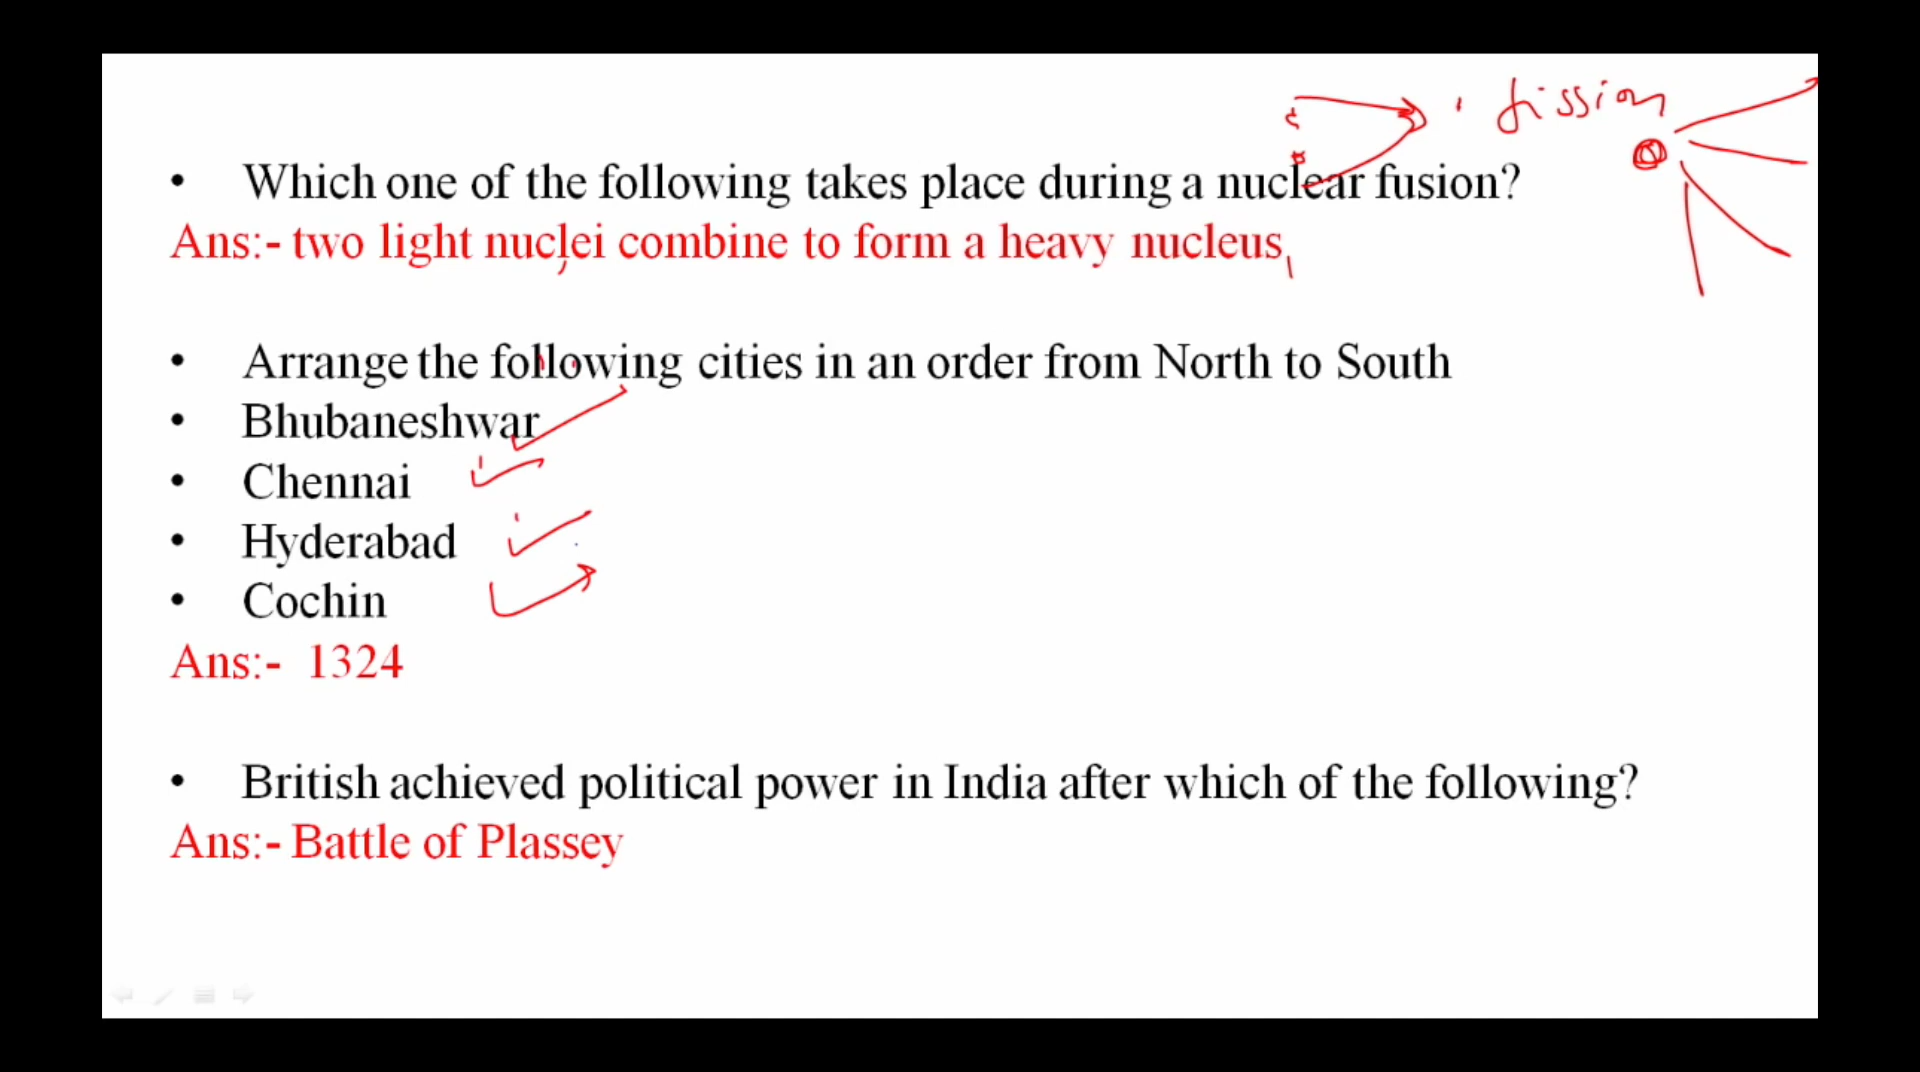 fission
• Which one of the following takes place during a nuclear fusion?
Ans:- two light nuclei combine to form a heavy nucleus
• Arrange the following cities in an order from North to South
• Bhubaneshwar
• Chennai
• Hyderabad
• Cochin
Ans:- 1324
• British achieved political power in India after which of the following?
Ans:- Battle of Plassey